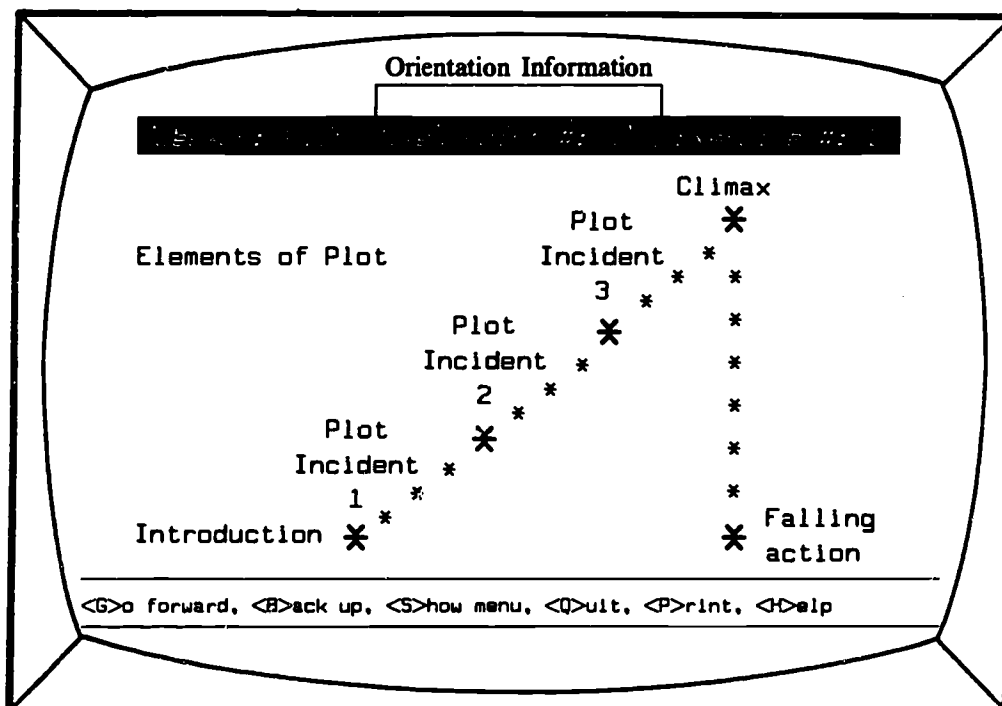 Orientation Information
Climax
Plot
Incident
3
Elements of Plot
Plot
Incident
2
Plot
Incident
1
Introduction
Falling
action
<G>o forward, <B>ack up, <S>how menu, <Q>uit, <P>rint, <H>elp